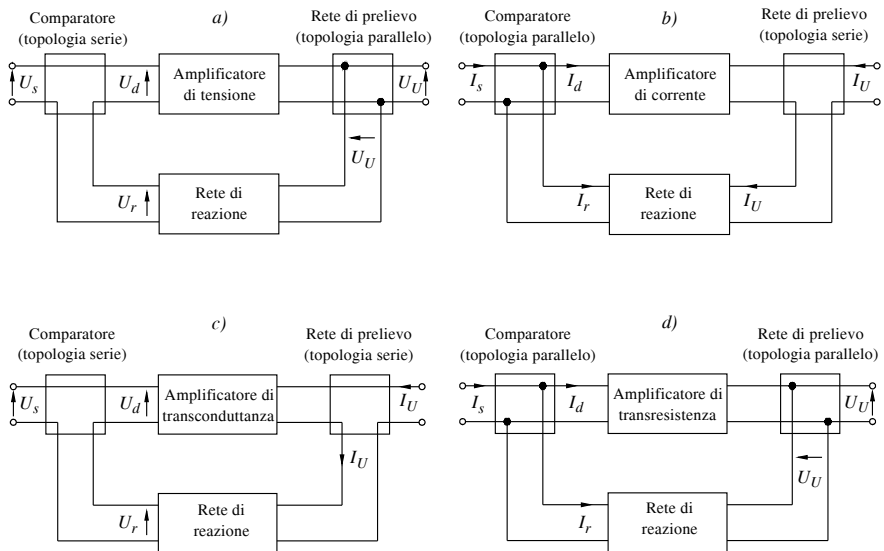 a)
Comparatore
(topologia serie)
Rete di prelievo
(topologia parallelo)
U_s
U_d
Amplificatore
di tensione
U_U
U_U
U_r
Rete di
reazione
b)
Comparatore
(topologia parallelo)
Rete di prelievo
(topologia serie)
I_s
I_d
Amplificatore
di corrente
I_U
I_r
Rete di
reazione
I_U
c)
Comparatore
(topologia serie)
Rete di prelievo
(topologia serie)
U_s
U_d
Amplificatore di
transconduttanza
I_U
I_U
U_r
Rete di
reazione
d)
Comparatore
(topologia parallelo)
Rete di prelievo
(topologia parallelo)
I_s
I_d
Amplificatore di
transresistenza
U_U
U_U
I_r
Rete di
reazione